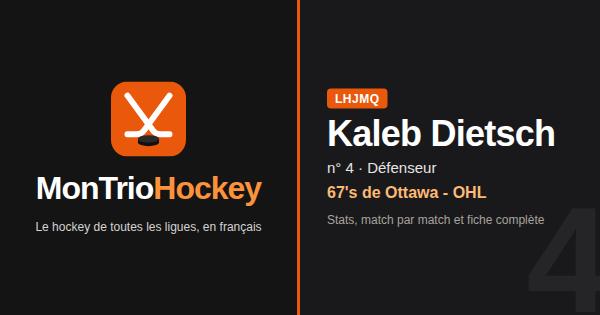 MonTrioHockey
Le hockey de toutes les ligues, en français
LHJMQ
Kaleb Dietsch
n° 4 · Défenseur
67's de Ottawa - OHL
Stats, match par match et fiche complète
4